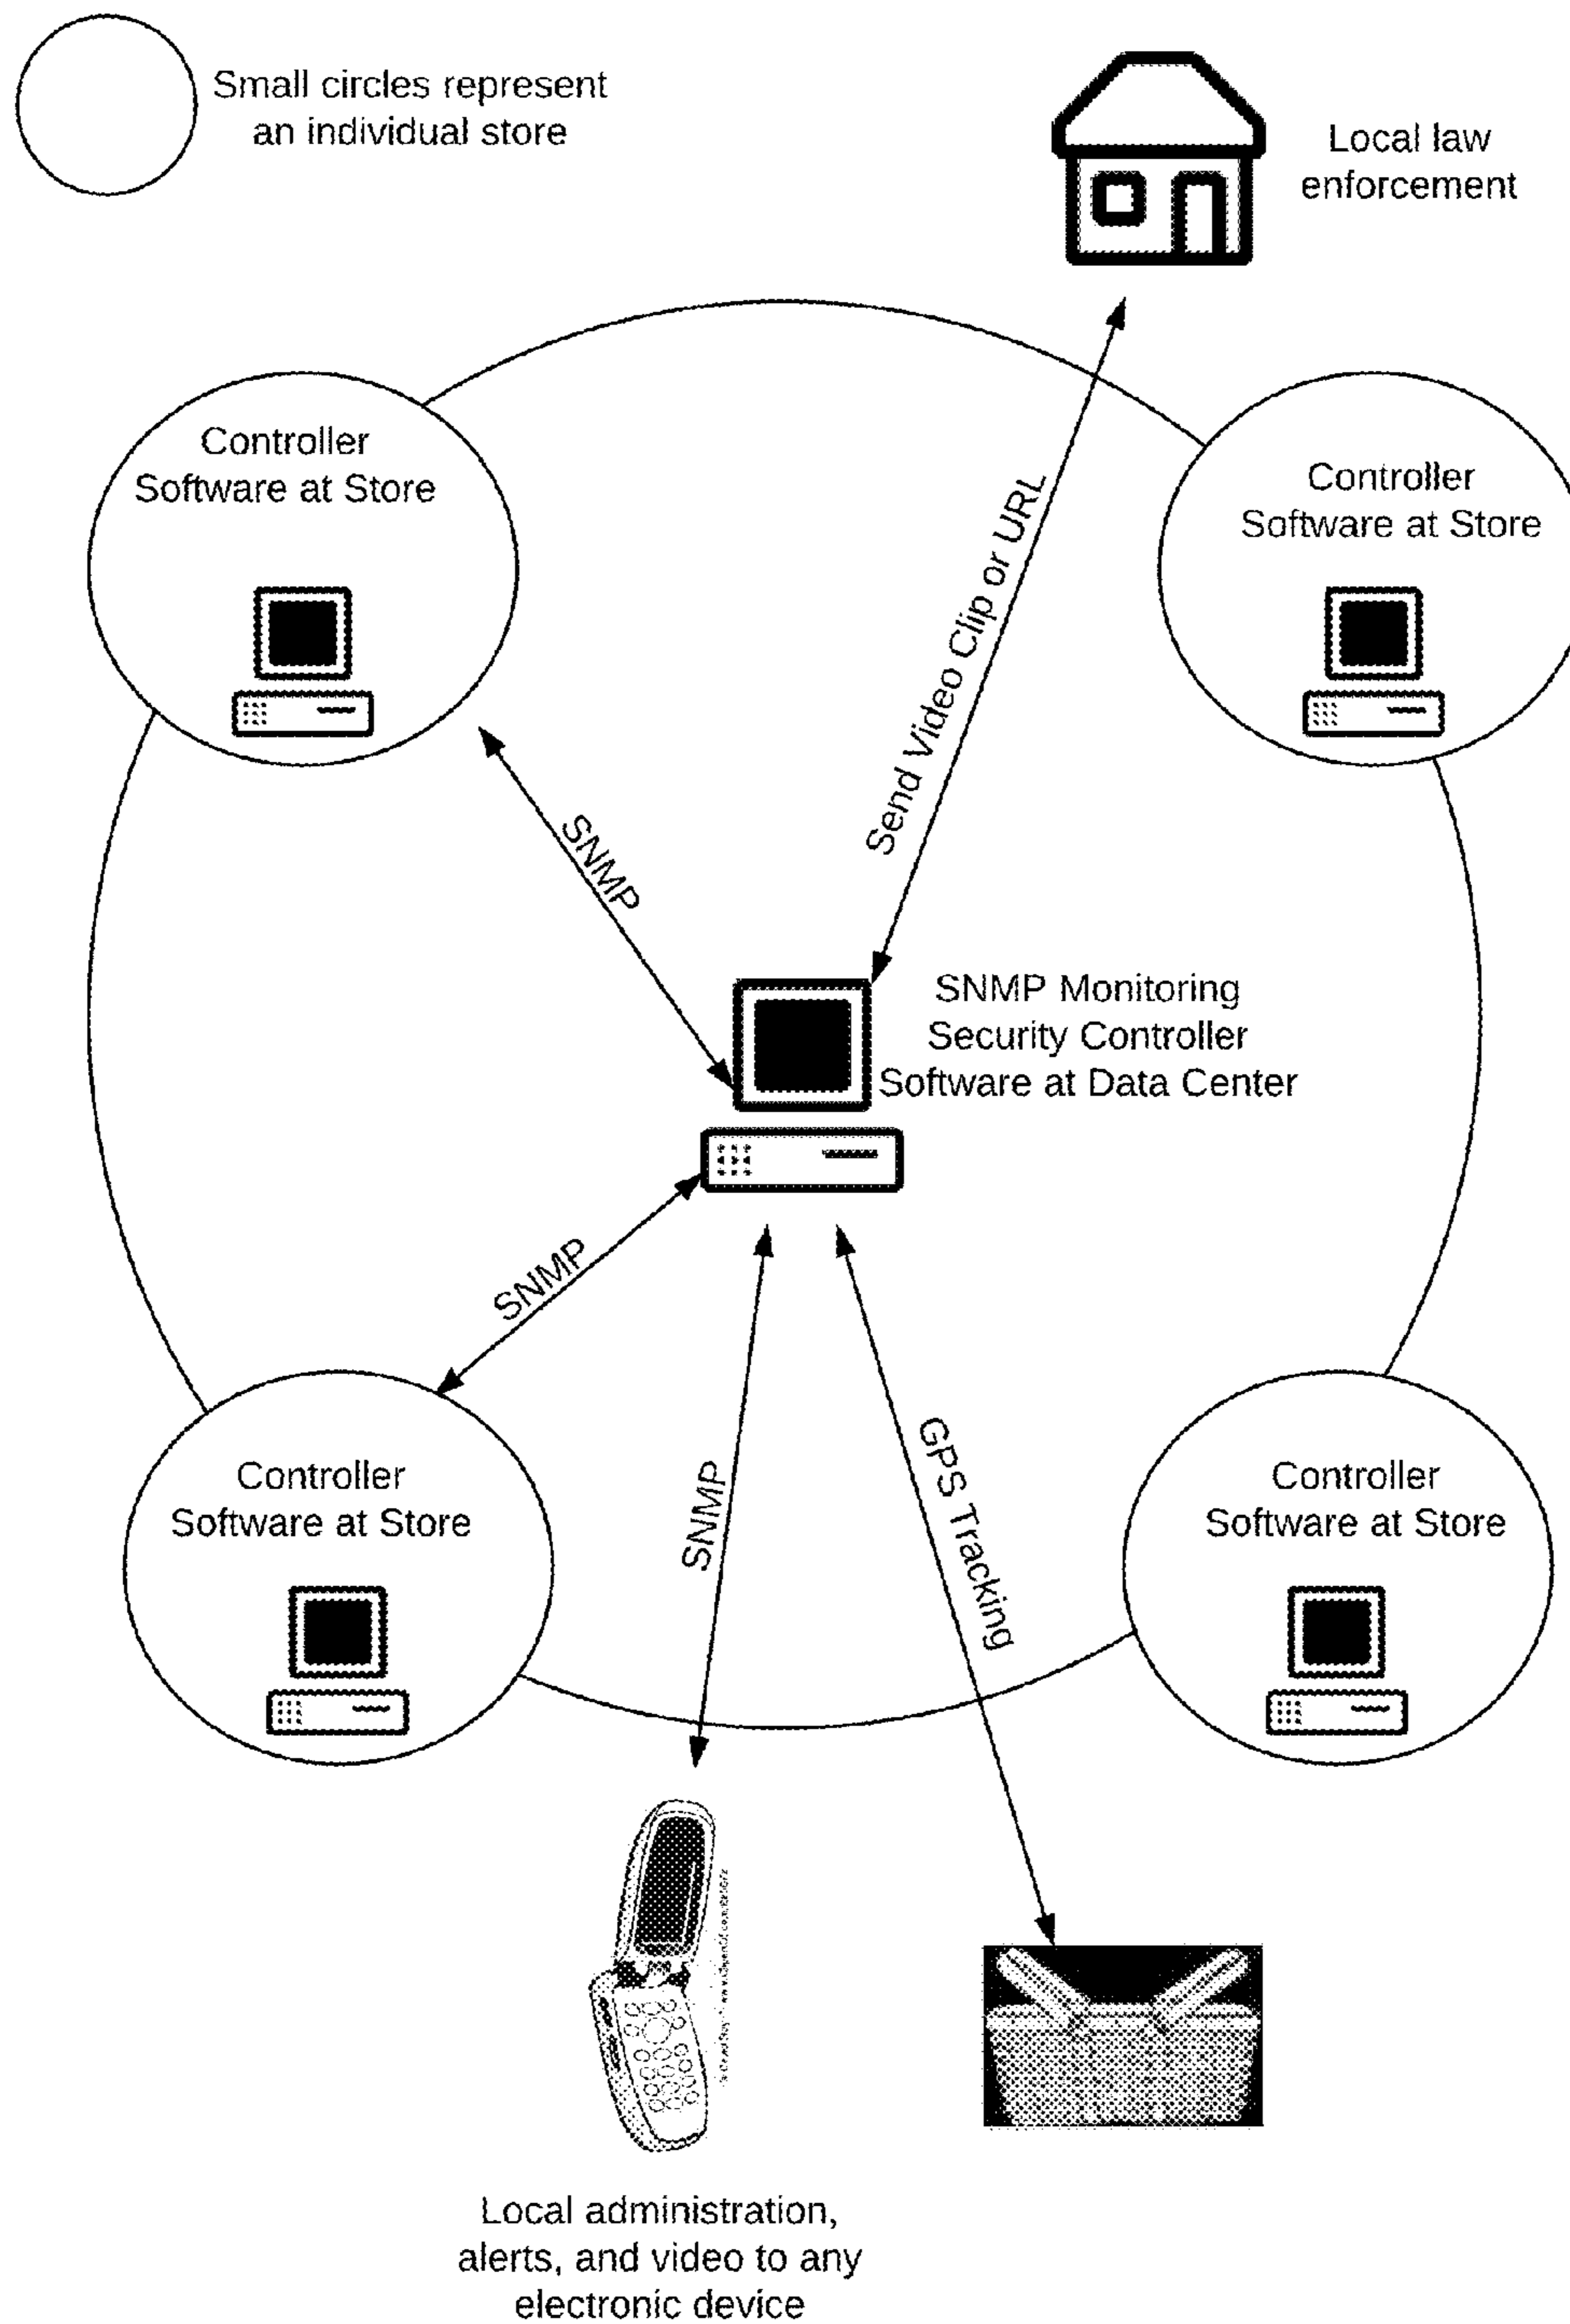 Small circles represent
an individual store
Local law
enforcement
Controller
Software at Store
Controller
Software at Store
Send Video Clip or URL
SNMP
SNMP Monitoring
Security Controller
Software at Data Center
SNMP
SNMP
GPS Tracking
Controller
Software at Store
Controller
Software at Store
Local administration,
alerts, and video to any
electronic device